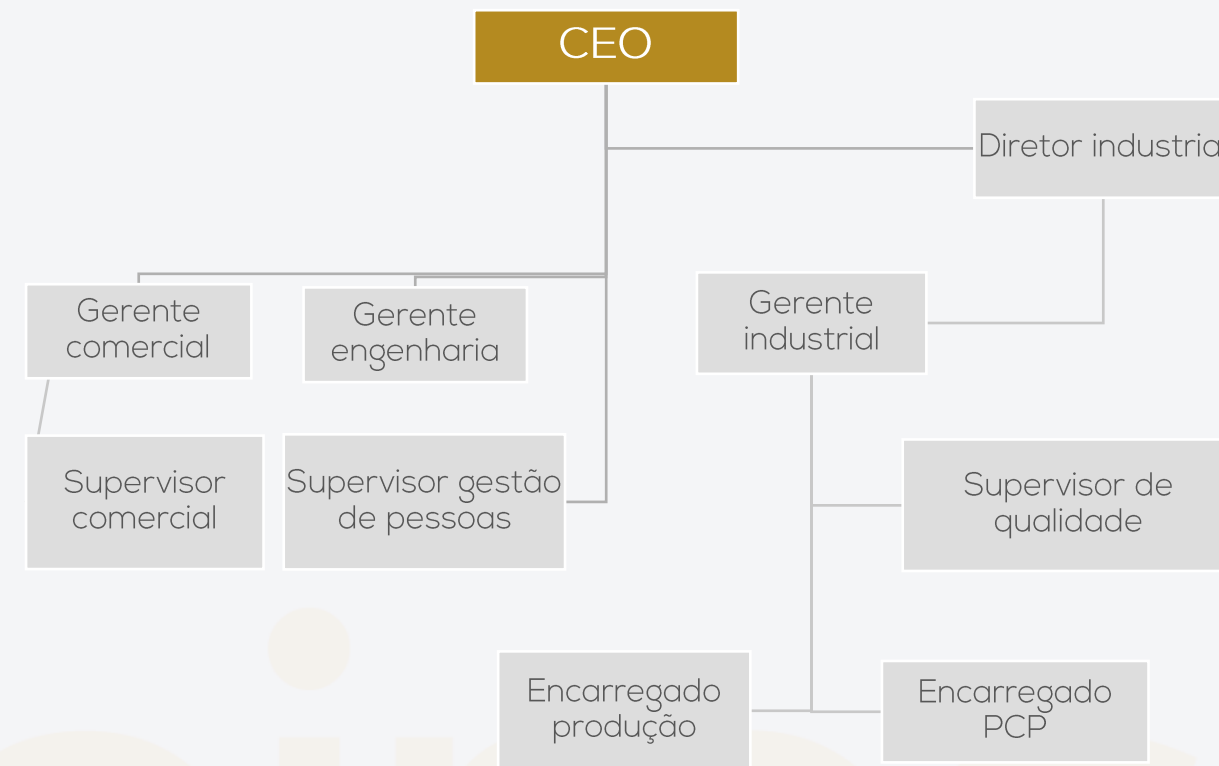 CEO
Diretor industria
Gerente
comercial
Gerente
engenharia
Gerente
industrial
Supervisor
comercial
Supervisor gestão
de pessoas
Supervisor de
qualidade
Encarregado
produção
Encarregado
PCP